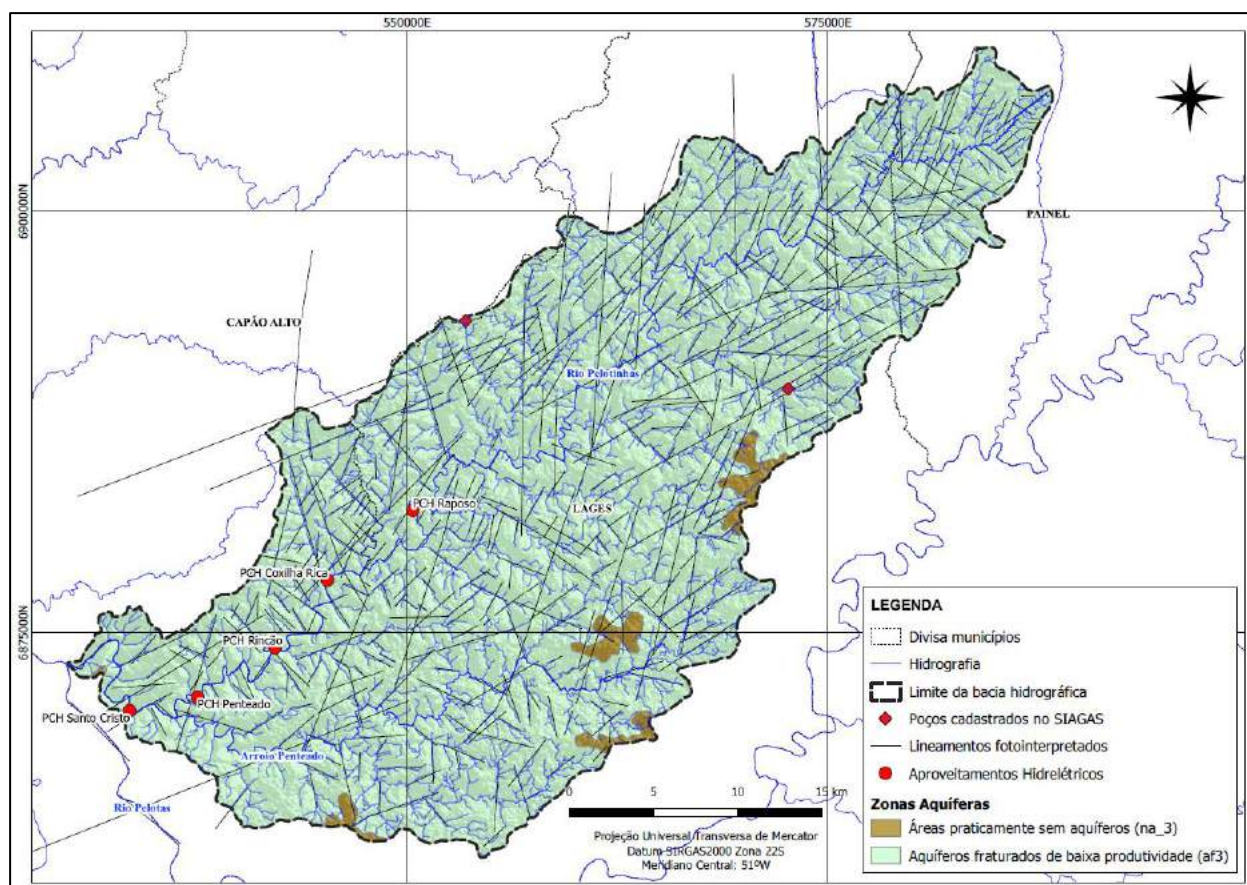 550000E
575000E
6900000N
PAINEL
CAPÃO ALTO
Rio Pelotinhas
PCH Raposo
LAGES
PCH Coxilha Rica
6875000N
PCH Rincão
PCH Penteado
PCH Santo Cristo
Arroio Penteado
Rio Pelotas
0 5 10 15 km
Projeção Universal Transversa de Mercator
Datum SIRGAS2000 Zona 22S
Meridiano Central: 51ºW
LEGENDA
Divisa municípios
Hidrografia
Limite da bacia hidrográfica
Poços cadastrados no SIAGAS
Lineamentos fotointerpretados
Aproveitamentos Hidrelétricos
Zonas Aquíferas
Áreas praticamente sem aquíferos (na_3)
Aquíferos fraturados de baixa produtividade (af3)